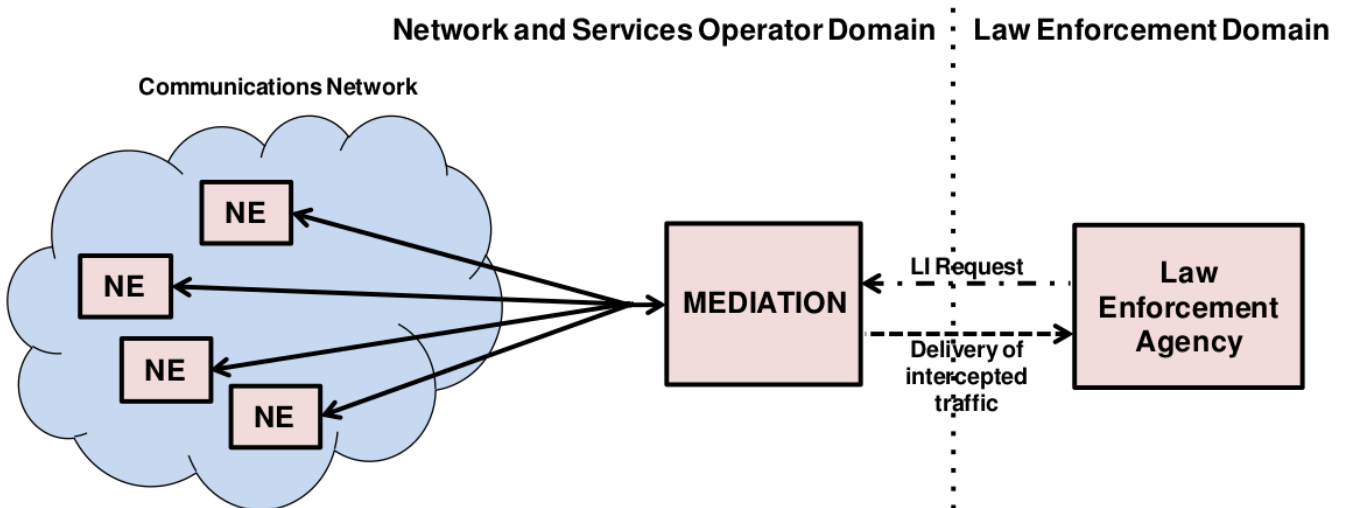 Network and Services Operator Domain
Law Enforcement Domain
Communications Network
NE
NE
NE
NE
MEDIATION
LI Request
Delivery of
intercepted
traffic
Law
Enforcement
Agency